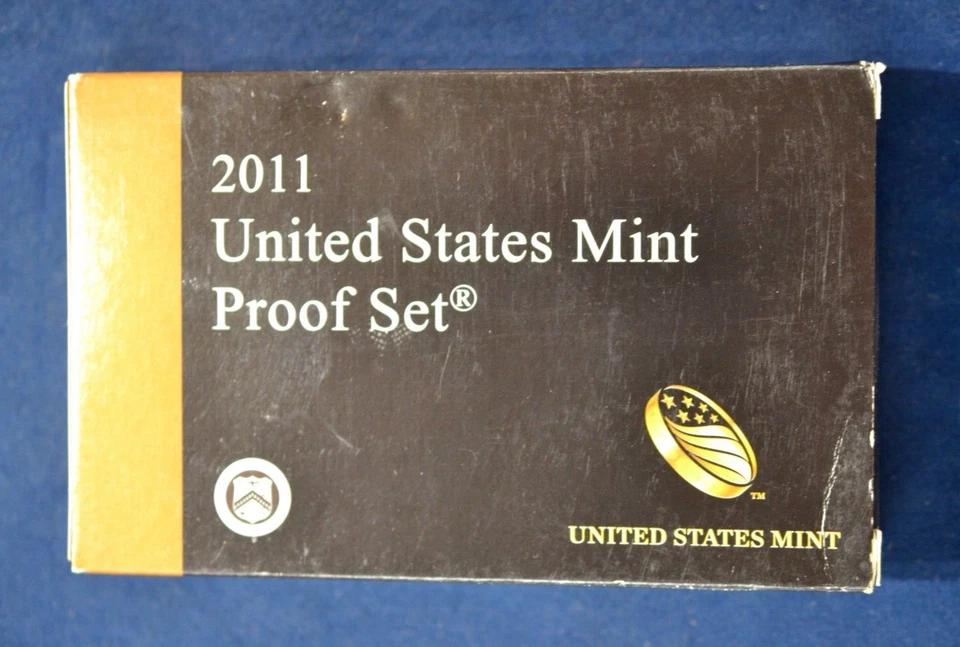 2011
United States Mint
Proof Set®
TM
UNITED STATES MINT